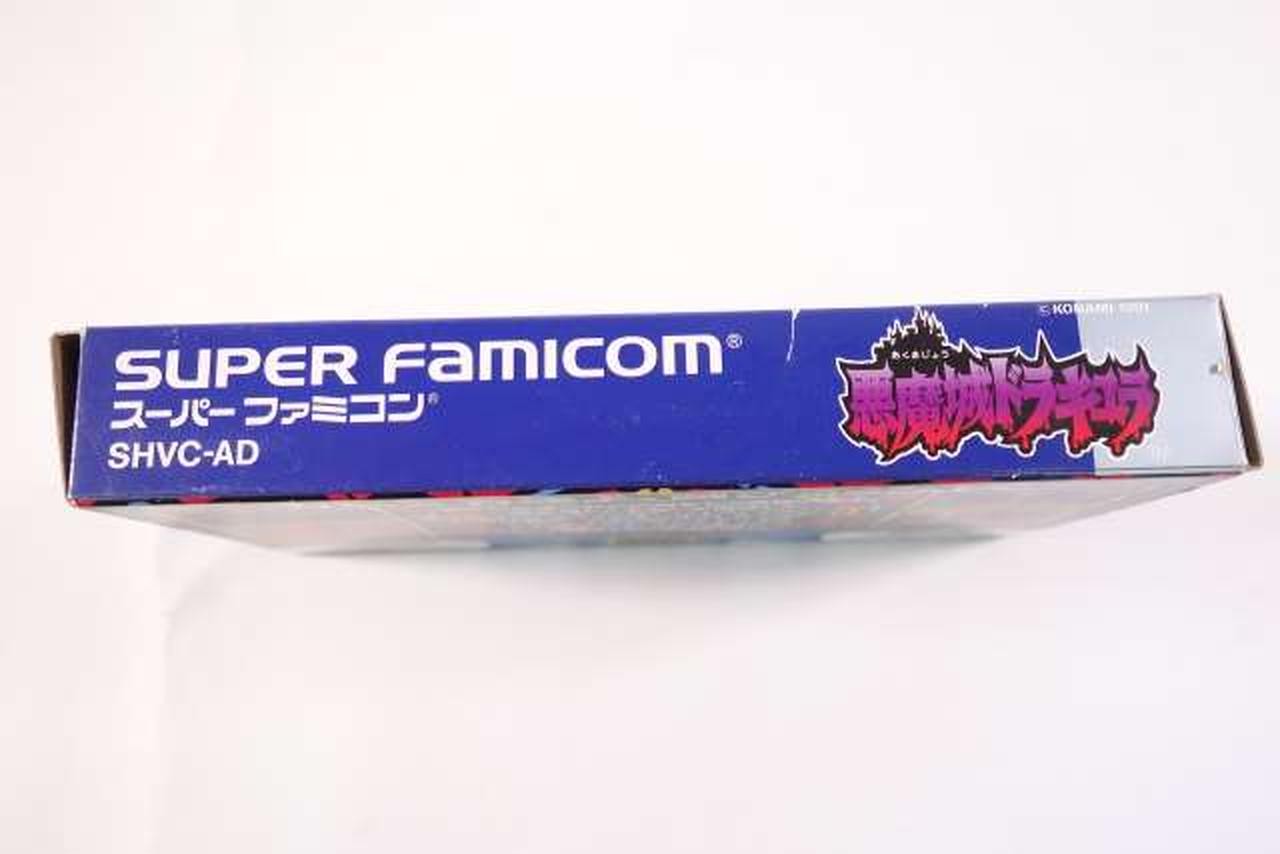 SUPER FAMICOM®
スーパーファミコン®
SHVC-AD
© KONAMI 1991
あくまじょう
悪魔城ドラキュラ